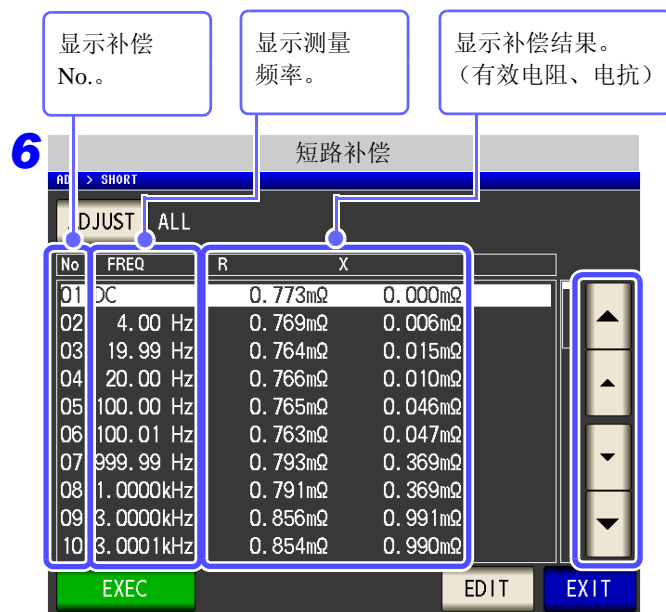 显示补偿
No.。
显示测量
频率。
显示补偿结果。
（有效电阻、电抗）
6
短路补偿
> SHORT
ADJUST ALL
No FREQ R X
01 DC 0.773mΩ 0.000mΩ
02 4.00 Hz 0.769mΩ 0.006mΩ
03 19.99 Hz 0.764mΩ 0.015mΩ
04 20.00 Hz 0.766mΩ 0.010mΩ
05 100.00 Hz 0.765mΩ 0.046mΩ
06 100.01 Hz 0.763mΩ 0.047mΩ
07 999.99 Hz 0.793mΩ 0.369mΩ
08 1.0000kHz 0.791mΩ 0.369mΩ
09 3.0000kHz 0.856mΩ 0.991mΩ
10 3.0001kHz 0.854mΩ 0.990mΩ
EXEC EDIT EXIT